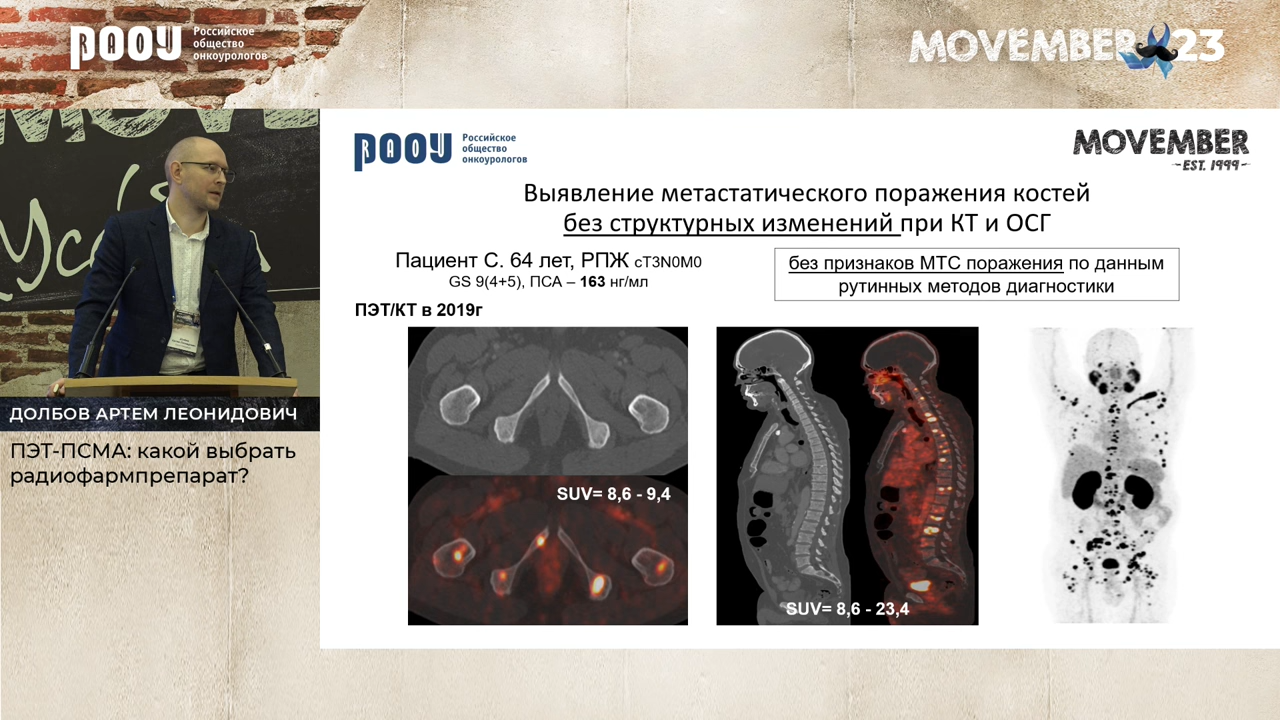 РООУ
Российское
общество
онкоурологов
MOVEMBER 23
РООУ
Российское
общество
онкоурологов
MOVEMBER
-EST. 1999-
Выявление метастатического поражения костей
без структурных изменений при КТ и ОСГ
Пациент С. 64 лет, РПЖ cT3N0M0
GS 9(4+5), ПСА – 163 нг/мл
без признаков МТС поражения по данным
рутинных методов диагностики
ПЭТ/КТ в 2019г
SUV= 8,6 - 9,4
SUV= 8,6 - 23,4
ДОЛБОВ АРТЕМ ЛЕОНИДОВИЧ
ПЭТ-ПСМА: какой выбрать
радиофармпрепарат?